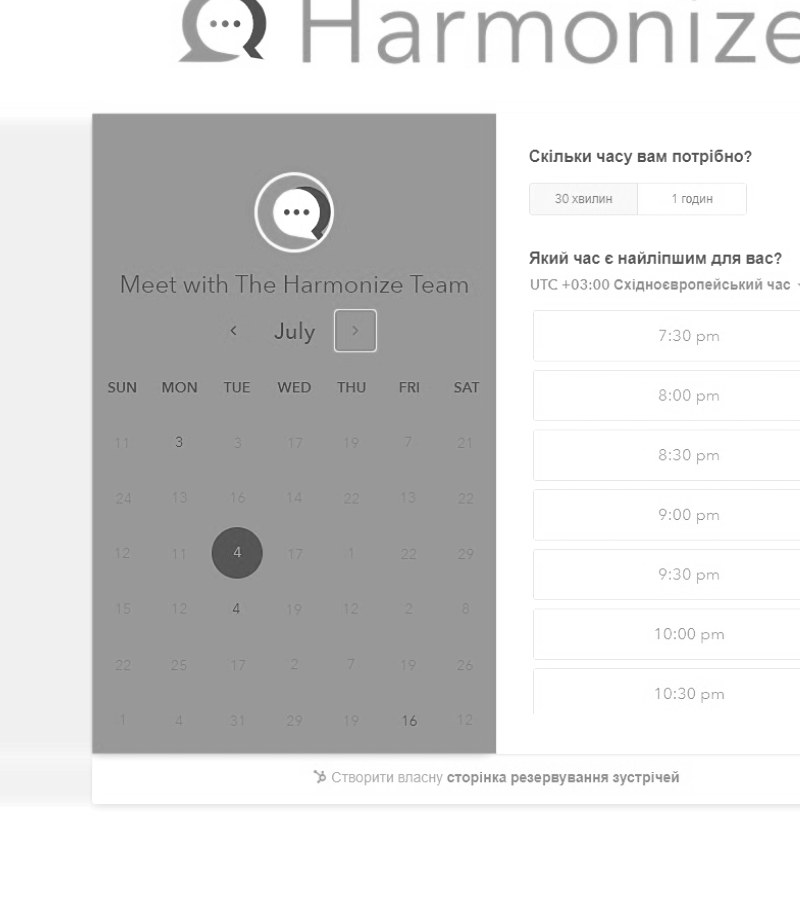 Harmonize
Meet with The Harmonize Team
July
SUN MON TUE WED THU FRI SAT
11 3 3 17 19 7 21
24 13 16 14 22 13 22
12 11 4 17 1 22 29
15 12 4 19 12 2 8
22 25 17 2 7 19 26
1 4 31 29 19 16 12
Скільки часу вам потрібно?
30 хвилин 1 годин
Який час є найліпшим для вас?
UTC +03:00 Східноєвропейський час
7:30 pm
8:00 pm
8:30 pm
9:00 pm
9:30 pm
10:00 pm
10:30 pm
Створити власну сторінка резервування зустрічей